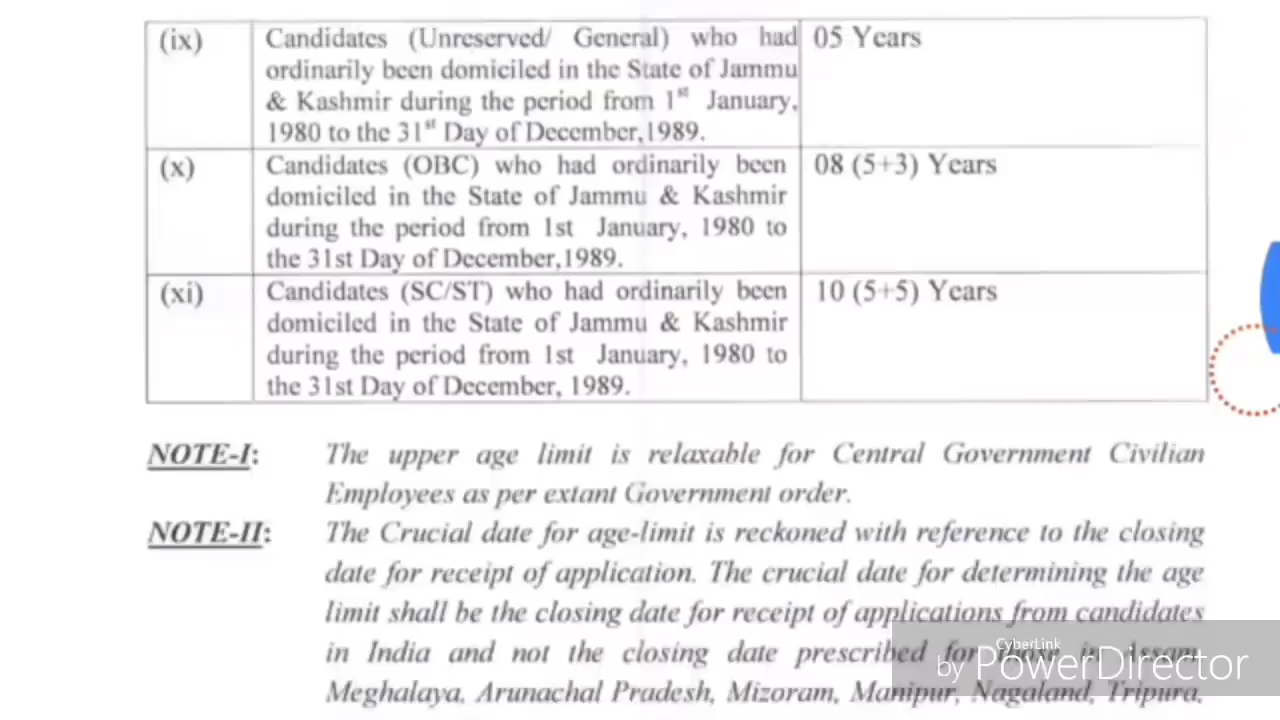 (ix) Candidates (Unreserved/ General) who had 05 Years
ordinarily been domiciled in the State of Jammu
& Kashmir during the period from 1st January,
1980 to the 31st Day of December,1989.
(x) Candidates (OBC) who had ordinarily been 08 (5+3) Years
domiciled in the State of Jammu & Kashmir
during the period from 1st January, 1980 to
the 31st Day of December,1989.
(xi) Candidates (SC/ST) who had ordinarily been 10 (5+5) Years
domiciled in the State of Jammu & Kashmir
during the period from 1st January, 1980 to
the 31st Day of December, 1989.
NOTE-I: The upper age limit is relaxable for Central Government Civilian
Employees as per extant Government order.
NOTE-II: The Crucial date for age-limit is reckoned with reference to the closing
date for receipt of application. The crucial date for determining the age
limit shall be the closing date for receipt of applications from candidates
in India and not the closing date prescribed for those in Assam,
Meghalaya, Arunachal Pradesh, Mizoram, Manipur, Nagaland, Tripura,
CyberLink
by PowerDirector